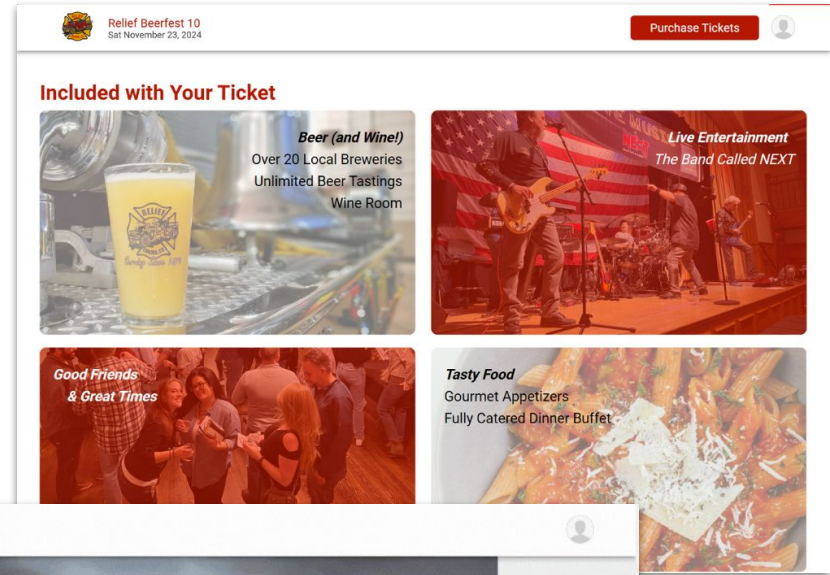 Relief Beerfest 10
Sat November 23, 2024
Purchase Tickets
Included with Your Ticket
Beer (and Wine!)
Over 20 Local Breweries
Unlimited Beer Tastings
Wine Room
RELIEF
Live Entertainment
The Band Called NEXT
NEXT
Good Friends
& Great Times
Tasty Food
Gourmet Appetizers
Fully Catered Dinner Buffet